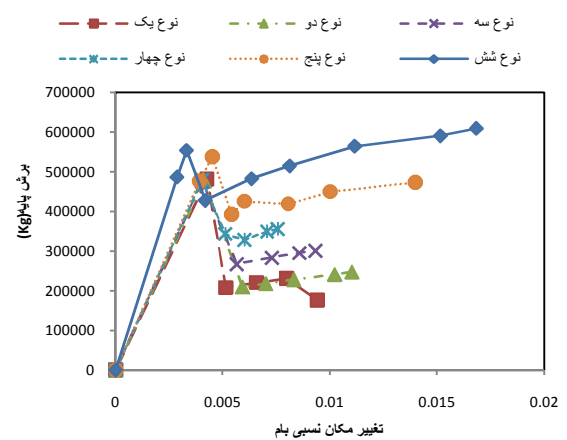 نوع یک
نوع دو
نوع سه
نوع چهار
نوع پنج
نوع شش
700000
600000
500000
400000
300000
200000
100000
0
برش پایه(Kg)
0 0.005 0.01 0.015 0.02
تغییر مکان نسبی بام